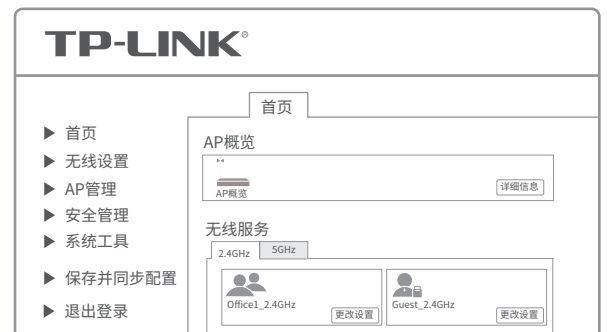 TP-LINK®
首页
首页
无线设置
AP管理
安全管理
系统工具
保存并同步配置
退出登录
AP概览
AP概览
详细信息
无线服务
2.4GHz
5GHz
Office1_2.4GHz
更改设置
Guest_2.4GHz
更改设置